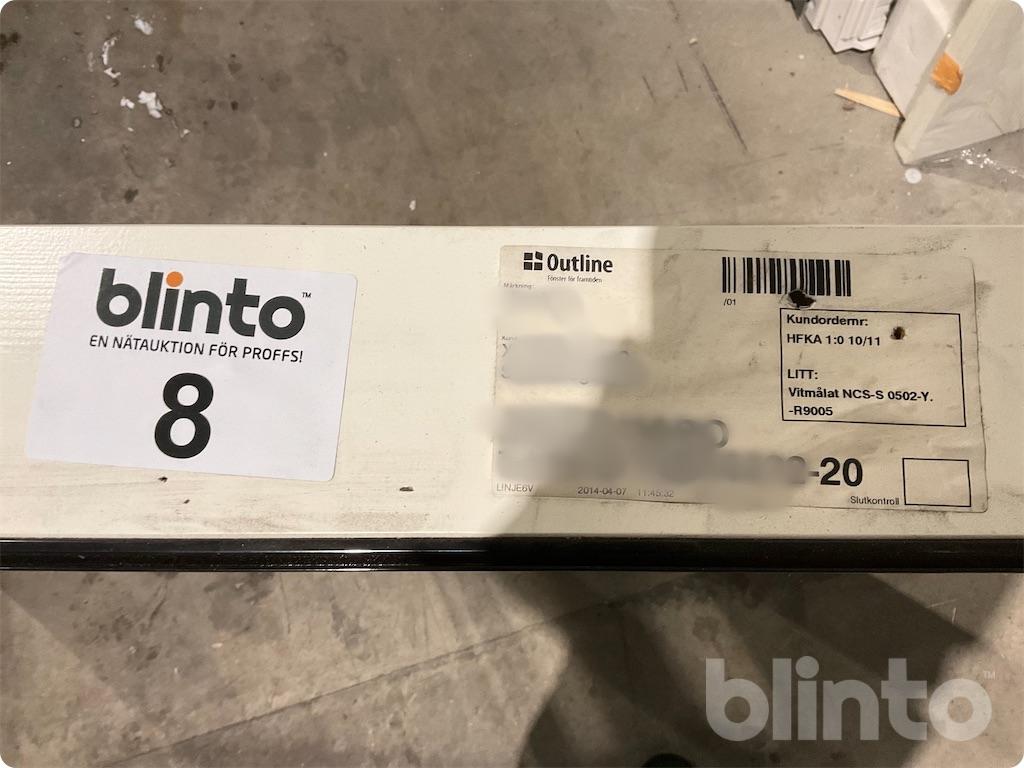 blinto™
EN NÄTAUKTION FÖR PROFFS!
8
Outline
Fönster för framtiden
Märkning:
/01
Kundordernr:
HFKA 1:0 10/11
LITT:
Vitmålat NCS-S 0502-Y.
-R9005
-20
Slutkontroll
LINJE6V 2014-04-07 11:45:32
blinto™